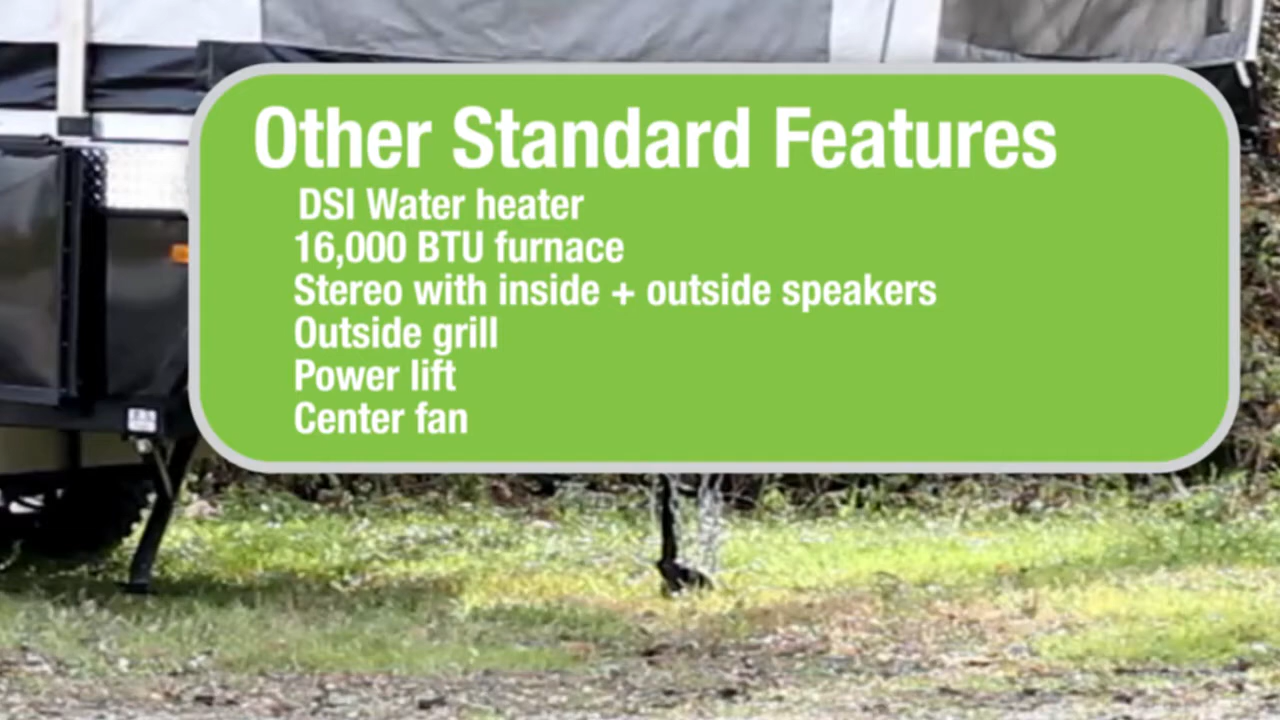 Other Standard Features
DSI Water heater
16,000 BTU furnace
Stereo with inside + outside speakers
Outside grill
Power lift
Center fan